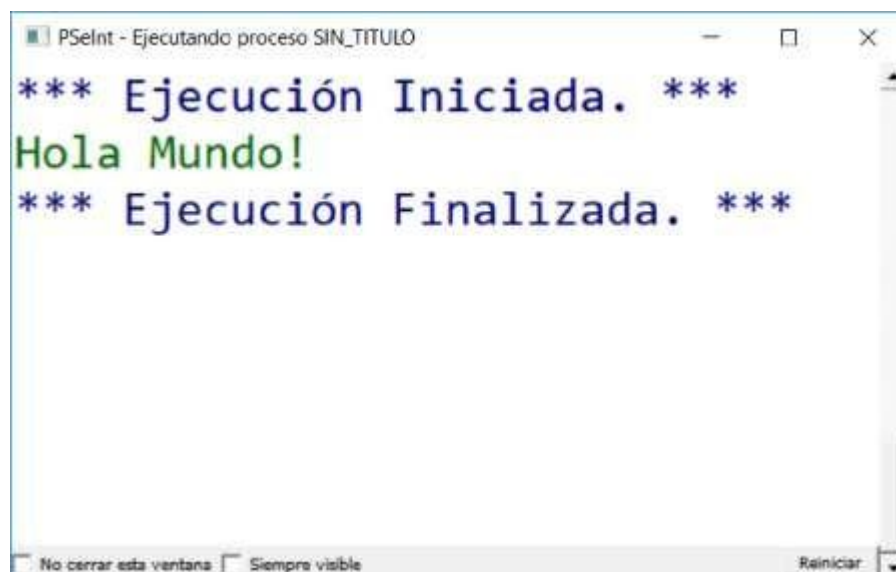 PSeInt - Ejecutando proceso SIN_TITULO
*** Ejecución Iniciada. ***
Hola Mundo!
*** Ejecución Finalizada. ***
No cerrar esta ventana Siempre visible Reiniciar